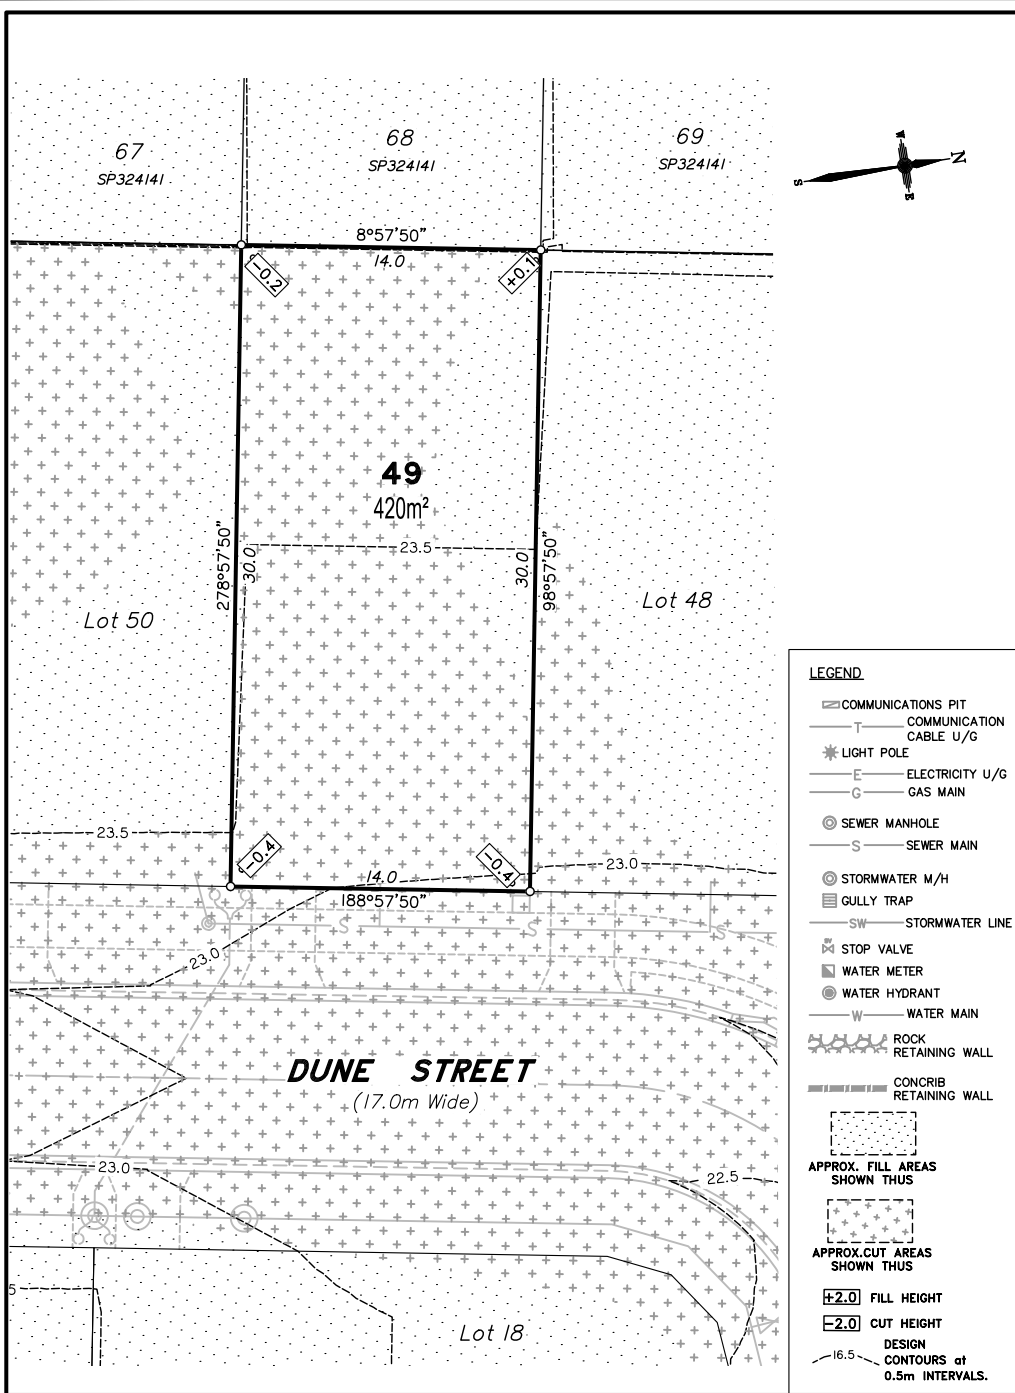 67
SP324141
68
SP324141
69
SP324141
W
N
S
E
8°57'50"
14.0
-0.2
+0.1
49
420m²
23.5
278°57'50"
30.0
30.0
98°57'50"
Lot 50
Lot 48
23.5
-0.4
-0.4
14.0
188°57'50"
23.0
S
S
S
23.0
DUNE STREET
(17.0m Wide)
23.0
22.5
5
Lot 18
LEGEND
COMMUNICATIONS PIT
T
COMMUNICATION
CABLE U/G
LIGHT POLE
E
ELECTRICITY U/G
G
GAS MAIN
SEWER MANHOLE
S
SEWER MAIN
STORMWATER M/H
GULLY TRAP
SW
STORMWATER LINE
SV
STOP VALVE
WATER METER
WATER HYDRANT
W
WATER MAIN
ROCK
RETAINING WALL
CONCRIB
RETAINING WALL
APPROX. FILL AREAS
SHOWN THUS
APPROX.CUT AREAS
SHOWN THUS
+2.0 FILL HEIGHT
-2.0 CUT HEIGHT
16.5
DESIGN
CONTOURS at
0.5m INTERVALS.